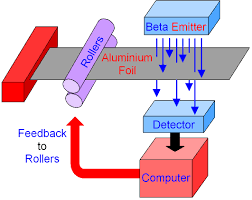 Beta Emitter
Rollers
Aluminium
Foil
Detector
Feedback
to
Rollers
Computer